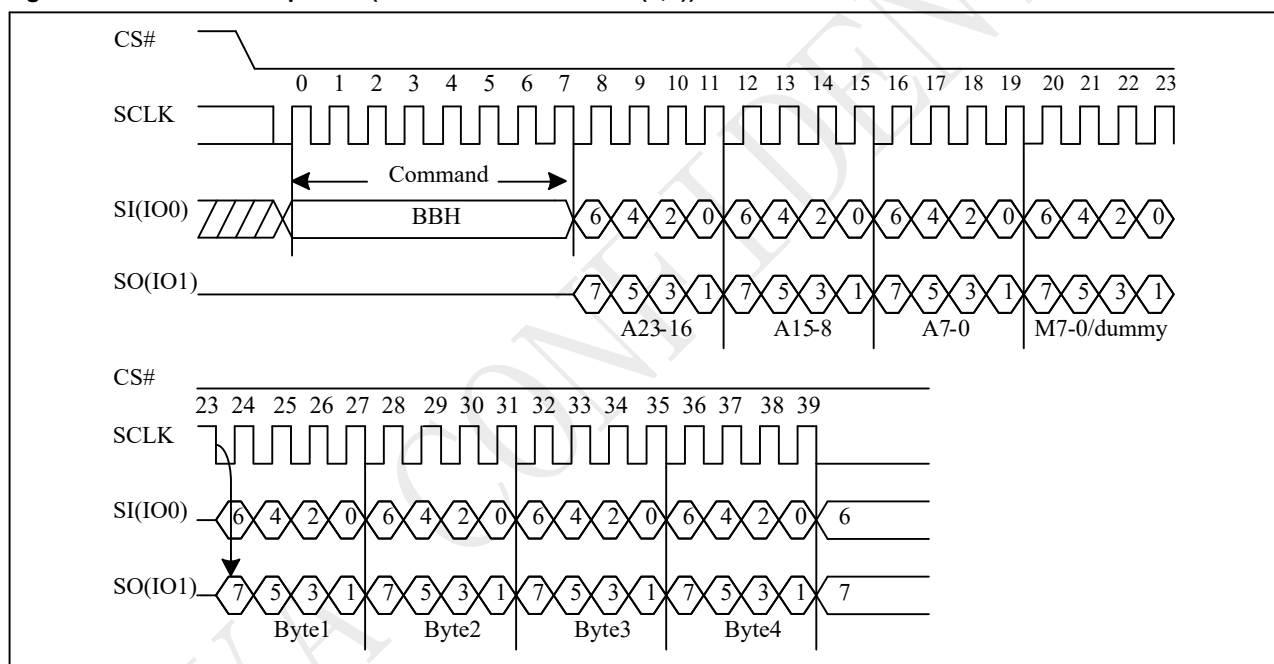 CS#
0 1 2 3 4 5 6 7 8 9 10 11 12 13 14 15 16 17 18 19 20 21 22 23
SCLK
Command
SI(IO0) BBH 6 4 2 0 6 4 2 0 6 4 2 0 6 4 2 0
SO(IO1) 7 5 3 1 7 5 3 1 7 5 3 1 7 5 3 1
A23-16 A15-8 A7-0 M7-0/dummy
CS#
23 24 25 26 27 28 29 30 31 32 33 34 35 36 37 38 39
SCLK
SI(IO0) 6 4 2 0 6 4 2 0 6 4 2 0 6 4 2 0 6
SO(IO1) 7 5 3 1 7 5 3 1 7 5 3 1 7 5 3 1 7
Byte1 Byte2 Byte3 Byte4